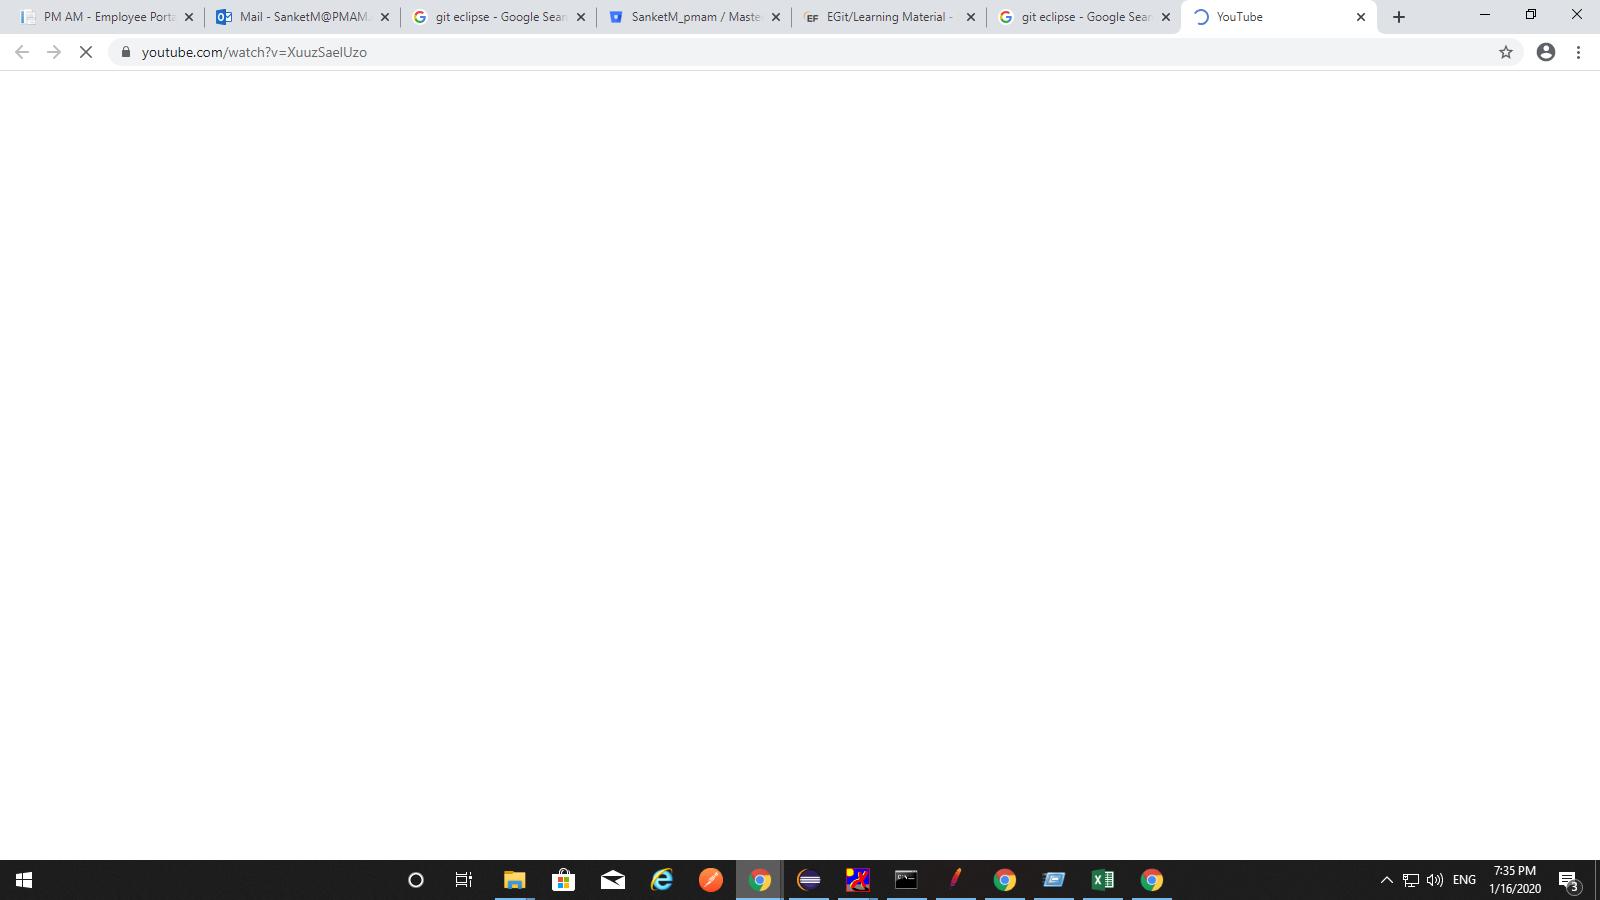 PM AM - Employee Porta
Mail - SanketM@PMAM.
git eclipse - Google Sear
SanketM_pmam / Maste
EGit/Learning Material -
git eclipse - Google Sear
YouTube
youtube.com/watch?v=XuuzSaelUzo
ENG
7:35 PM
1/16/2020
3